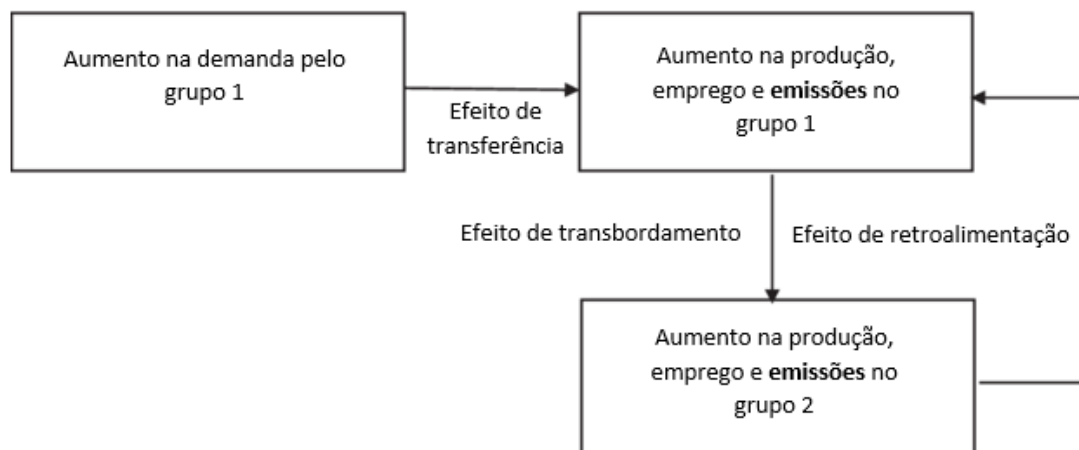 Aumento na demanda pelo
grupo 1
Efeito de
transferência
Aumento na produção,
emprego e emissões no
grupo 1
Efeito de transbordamento
Efeito de retroalimentação
Aumento na produção,
emprego e emissões no
grupo 2